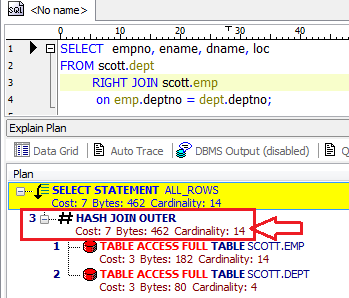 SQL <No name>
20 30
1 SELECT empno, ename, dname, loc
2 FROM scott.dept
3 RIGHT JOIN scott.emp
4 on emp.deptno = dept.deptno;
Explain Plan
Data Grid Auto Trace DBMS Output (disabled) Q
Plan
SELECT STATEMENT ALL_ROWS
Cost: 7 Bytes: 462 Cardinality: 14
3 HASH JOIN OUTER
Cost: 7 Bytes: 462 Cardinality: 14
1 TABLE ACCESS FULL TABLE SCOTT.EMP
Cost: 3 Bytes: 182 Cardinality: 14
2 TABLE ACCESS FULL TABLE SCOTT.DEPT
Cost: 3 Bytes: 80 Cardinality: 4